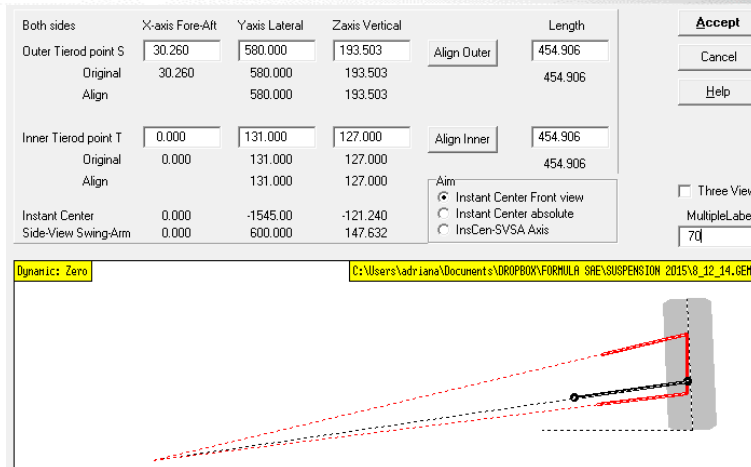 Both sides X-axis Fore-Aft Yaxis Lateral Zaxis Vertical Length Accept
Outer Tierod point S 30.260 580.000 193.503 Align Outer 454.906 Cancel
Original 30.260 580.000 193.503 454.906
Align 580.000 193.503 Help
Inner Tierod point T 0.000 131.000 127.000 Align Inner 454.906
Original 0.000 131.000 127.000 454.906
Align 131.000 127.000 Aim
Instant Center Front view Three View
Instant Center 0.000 -1545.00 -121.240 Instant Center absolute MultipleLabe
Side-View Swing-Arm 0.000 600.000 147.632 InsCen-SVSA Axis 70
Dynamic: Zero C:\Users\adriana\Documents\DROPBOX\FORMULA SAE\SUSPENSION 2015\8_12_14.GEM